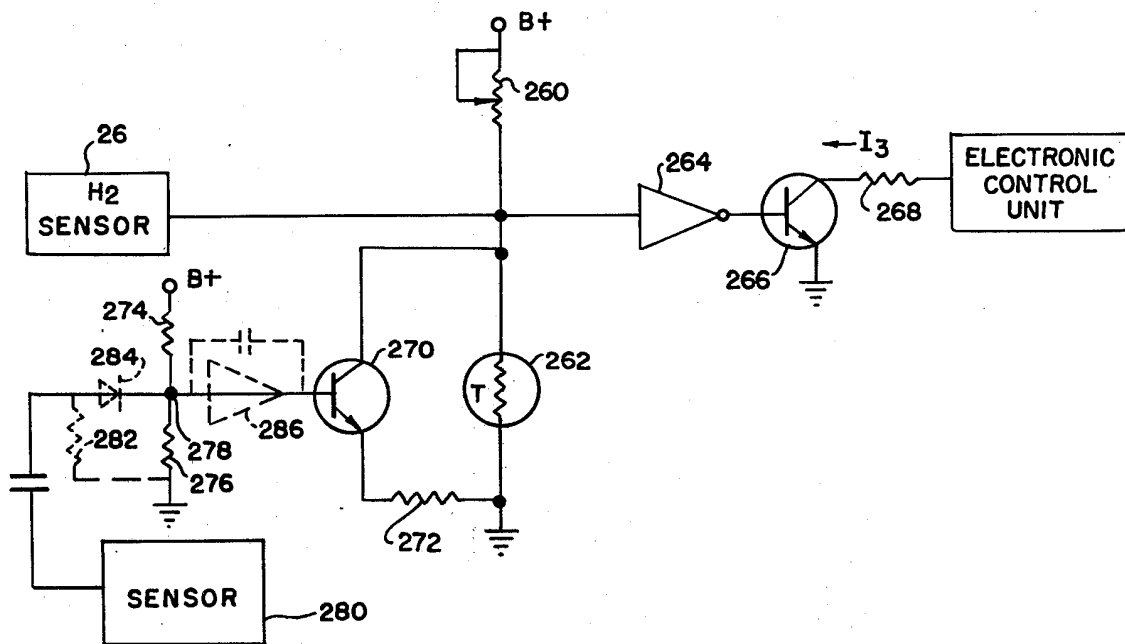 B+
260
26
H2
SENSOR
264
I3
268
266
ELECTRONIC
CONTROL
UNIT
B+
274
284
282
278
276
286
270
T
262
272
SENSOR
280